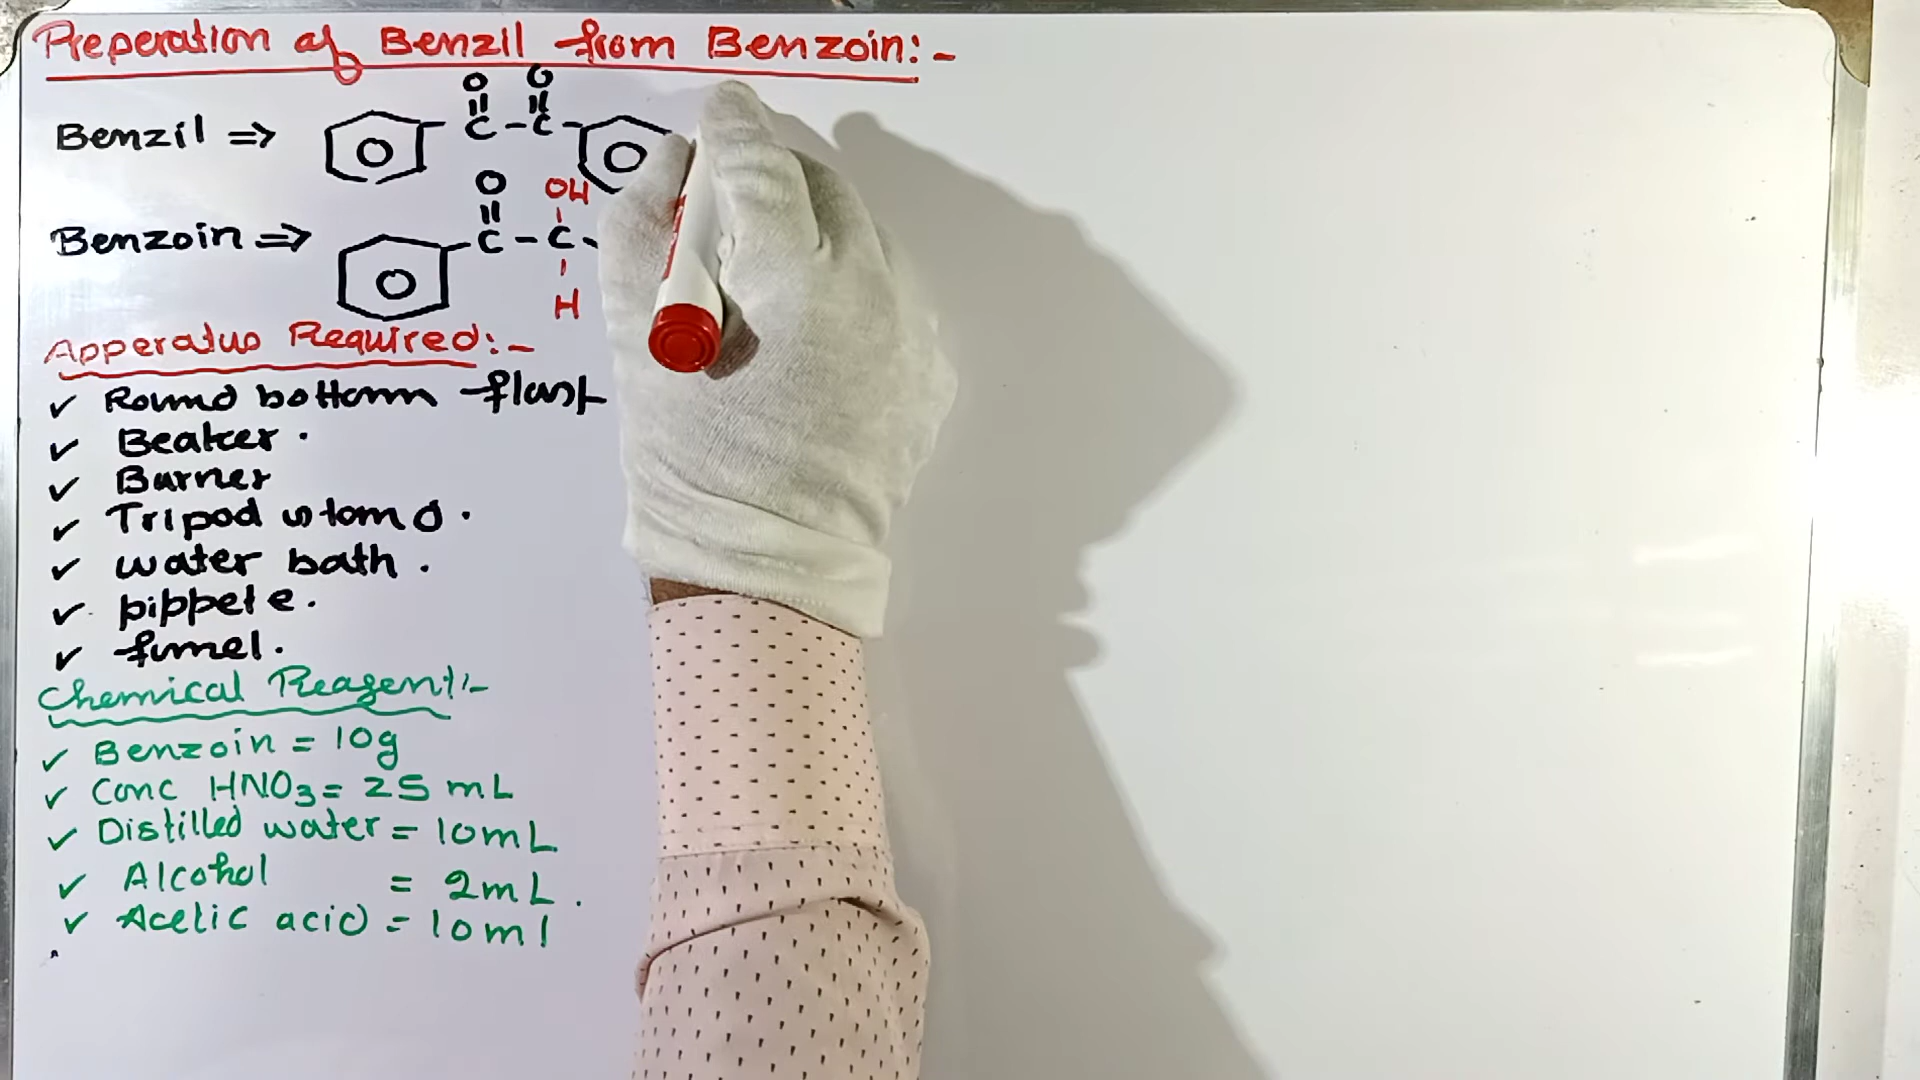 Preperation of Benzil from Benzoin:-
O O
Benzil ⇒ C - C -
O OH
Benzoin ⇒ C - C -
H
Apperatus Required:-
✓ Round bottom flask
✓ Beaker.
✓ Burner
✓ Tripod stand.
✓ water bath.
✓ pippete.
✓ funnel.
Chemical Reagent:-
✓ Benzoin = 10g
✓ Conc HNO3 = 25 mL
✓ Distilled water = 10mL
✓ Alcohol = 2mL.
✓ Acetic acid = 10ml